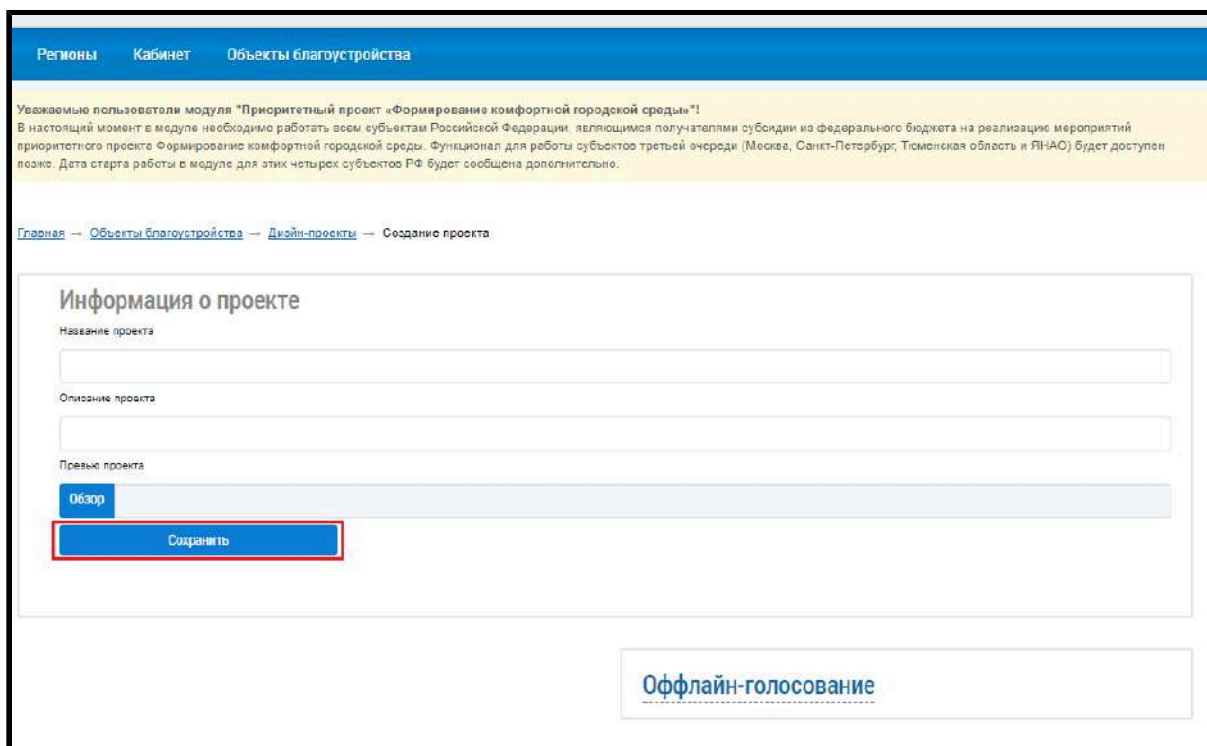 Регионы Кабинет Объекты благоустройства
Уважаемые пользователи модуля "Приоритетный проект «Формирование комфортной городской среды»"!
В настоящий момент в модуле необходимо работать всем субъектам Российской Федерации, являющимся получателями субсидии из федерального бюджета на реализацию мероприятий
приоритетного проекта Формирование комфортной городской среды. Функционал для работы субъектов третьей очереди (Москва, Санкт-Петербург, Тюменская область и ЯНАО) будет доступен
позже. Дата старта работы в модуле для этих четырех субъектов РФ будет сообщена дополнительно.
Главная → Объекты благоустройства → Дизайн-проекты → Создание проекта
Информация о проекте
Название проекта
Описание проекта
Превью проекта
Обзор
Сохранить
Оффлайн-голосование